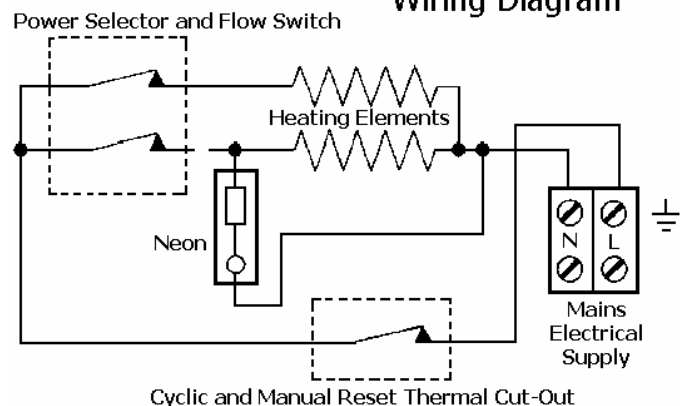 Wiring Diagram
Power Selector and Flow Switch
Heating Elements
Neon
N L
Mains
Electrical
Supply
Cyclic and Manual Reset Thermal Cut-Out